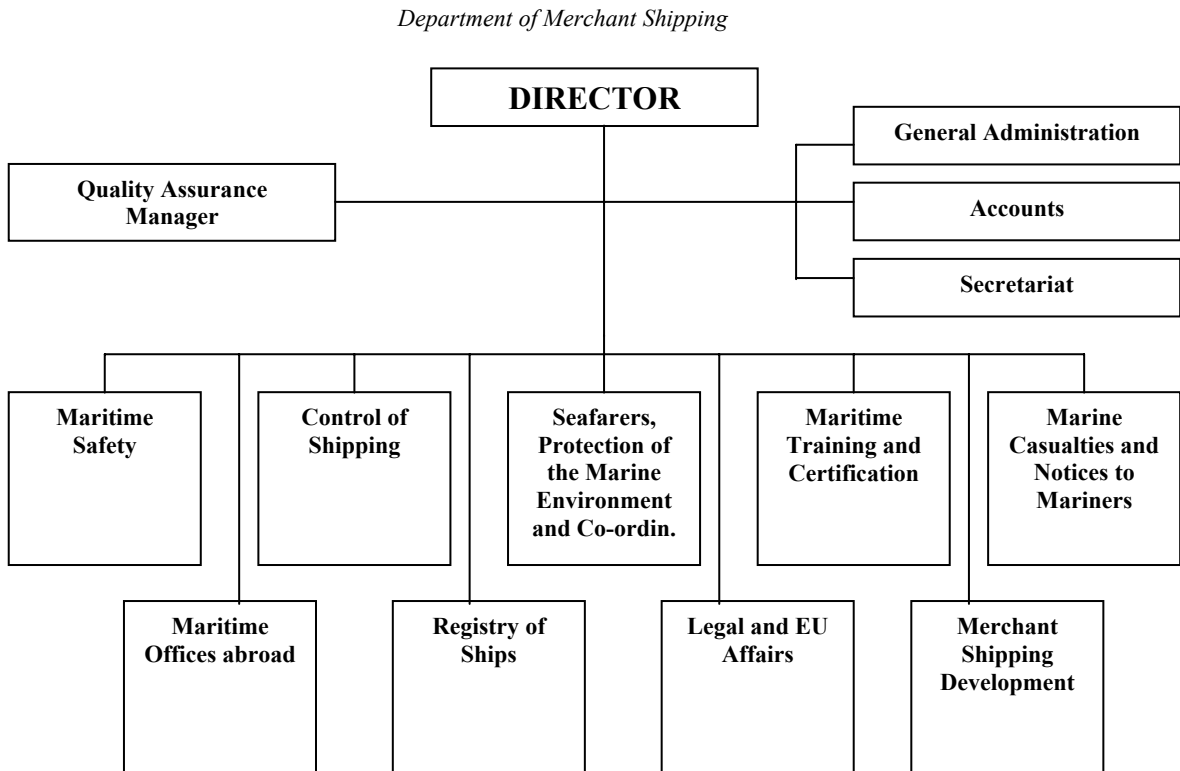 Department of Merchant Shipping
DIRECTOR
General Administration
Quality Assurance
Manager
Accounts
Secretariat
Maritime
Safety
Control of
Shipping
Seafarers,
Protection of
the Marine
Environment
and Co-ordin.
Maritime
Training and
Certification
Marine
Casualties and
Notices to
Mariners
Maritime
Offices abroad
Registry of
Ships
Legal and EU
Affairs
Merchant
Shipping
Development